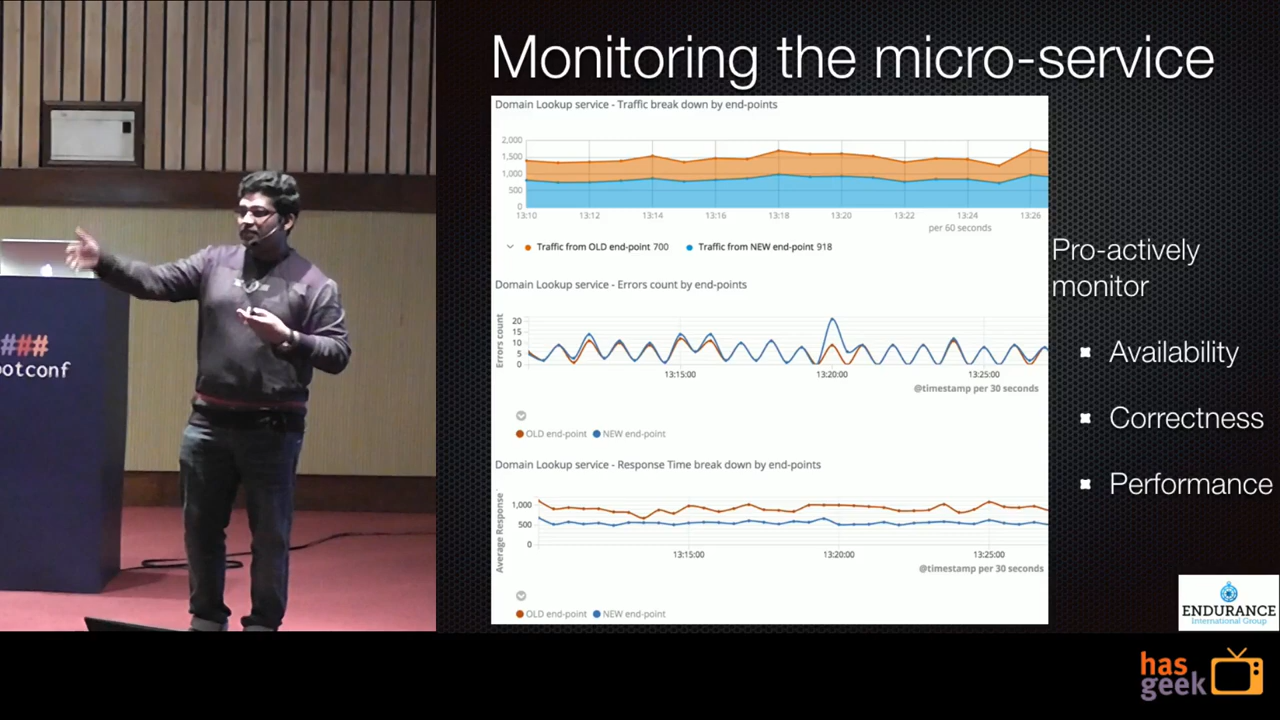 Monitoring the micro-service
Domain Lookup service - Traffic break down by end-points
2,000
1,500
1,000
500
0
13:10 13:12 13:14 13:16 13:18 13:20 13:22 13:24 13:26
per 60 seconds
Traffic from OLD end-point 700 Traffic from NEW end-point 918
Domain Lookup service - Errors count by end-points
Errors count
20
15
10
5
0
13:15:00 13:20:00 13:25:00
@timestamp per 30 seconds
OLD end-point NEW end-point
Domain Lookup service - Response Time break down by end-points
Average Response
1,000
500
0
13:15:00 13:20:00 13:25:00
@timestamp per 30 seconds
OLD end-point NEW end-point
Pro-actively
monitor
Availability
Correctness
Performance
###
ootconf
ENDURANCE
International Group
has
geek